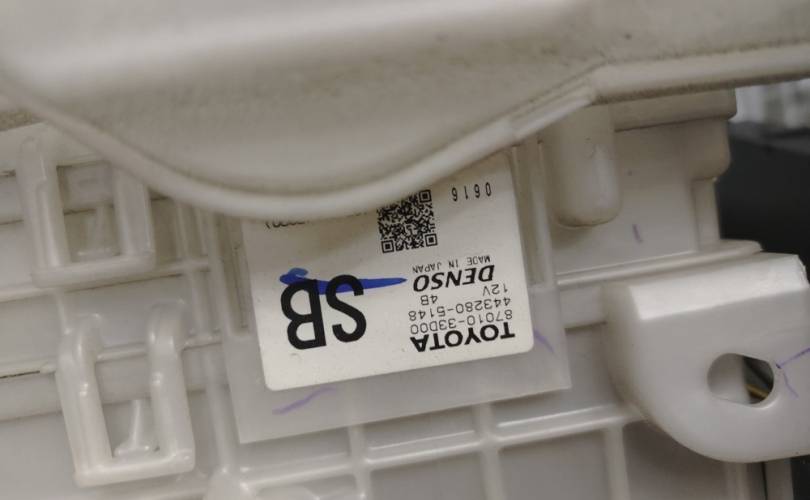 TOYOTA
87010-33D00
443280-5148
12V 4B
DENSO
MADE IN JAPAN
SB
0616